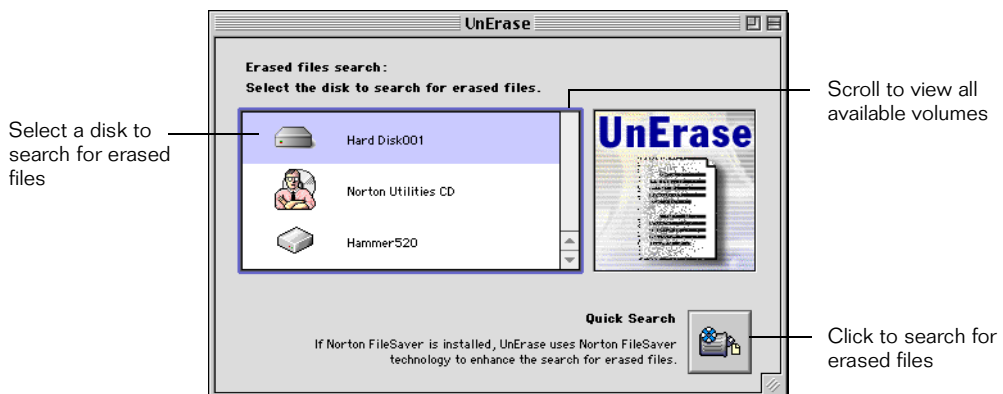 UnErase
Erased files search:
Select the disk to search for erased files.
Scroll to view all
available volumes
Select a disk to
search for erased
files
Hard Disk001
Norton Utilities CD
Hammer520
UnErase
Quick Search
If Norton FileSaver is installed, UnErase uses Norton FileSaver
technology to enhance the search for erased files.
Click to search for
erased files